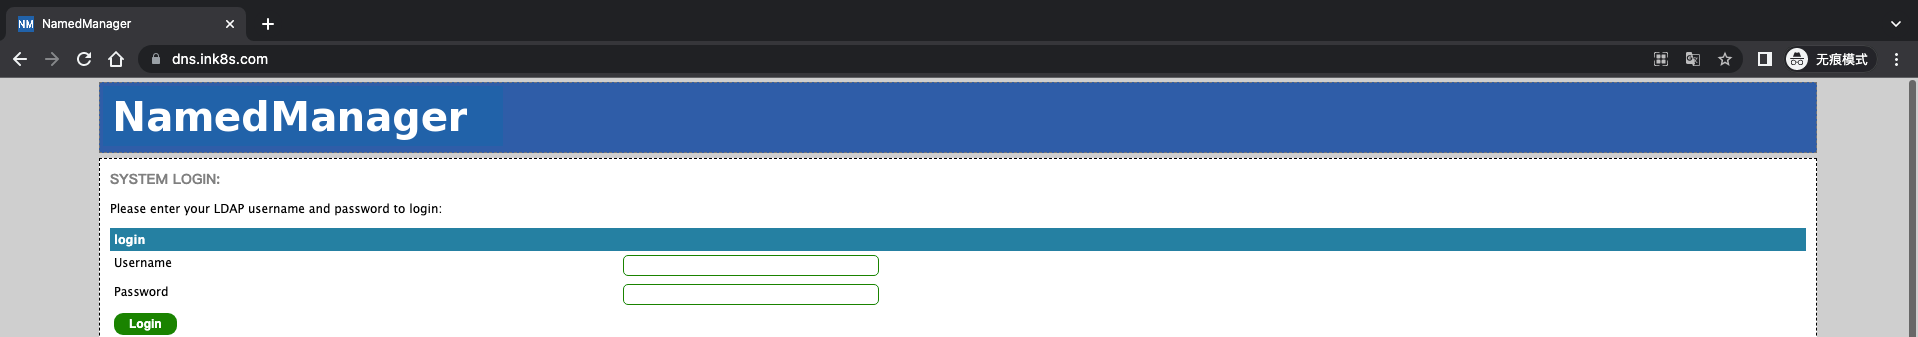 NM NamedManager
dns.ink8s.com
无痕模式
NamedManager
SYSTEM LOGIN:
Please enter your LDAP username and password to login:
login
Username
Password
Login